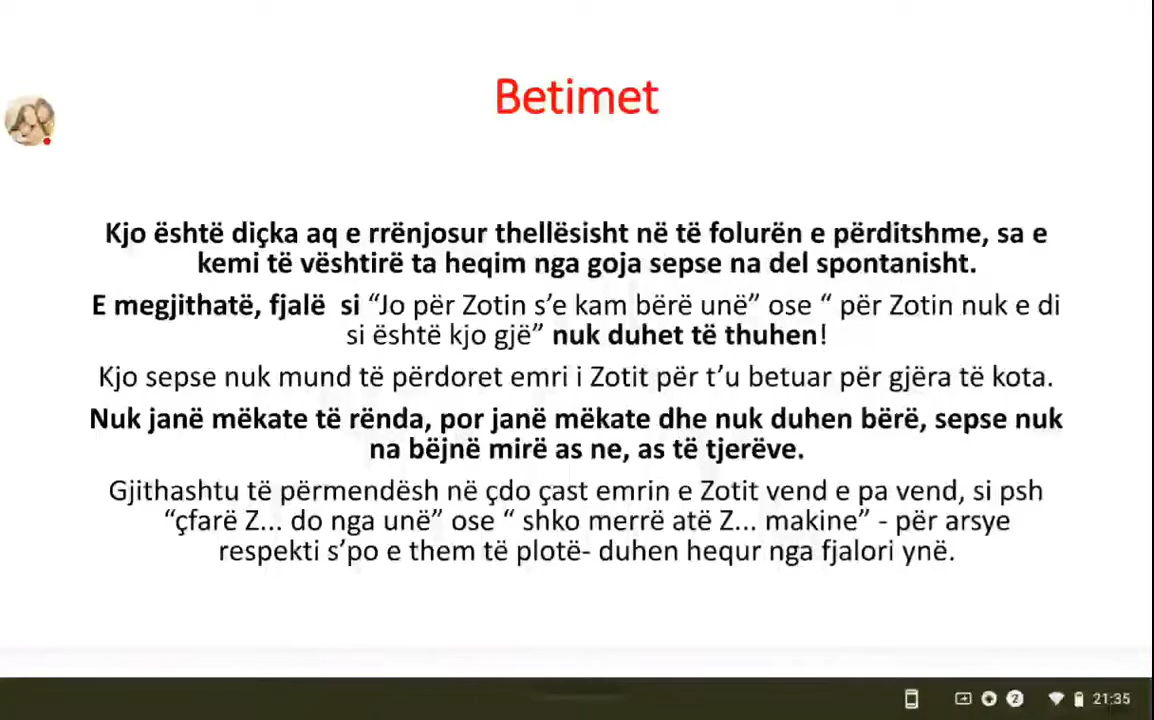 Betimet
Kjo është diçka aq e rrënjosur thellësisht në të folurën e përditshme, sa e
kemi të vështirë ta heqim nga goja sepse na del spontanisht.
E megjithatë, fjalë si “Jo për Zotin s’e kam bërë unë” ose “ për Zotin nuk e di
si është kjo gjë” nuk duhet të thuhen!
Kjo sepse nuk mund të përdoret emri i Zotit për t’u betuar për gjëra të kota.
Nuk janë mëkate të rënda, por janë mëkate dhe nuk duhen bërë, sepse nuk
na bëjnë mirë as ne, as të tjerëve.
Gjithashtu të përmendësh në çdo çast emrin e Zotit vend e pa vend, si psh
“çfarë Z... do nga unë” ose “ shko merrë atë Z... makine” - për arsye
respekti s’po e them të plotë- duhen hequr nga fjalori ynë.
2 21:35